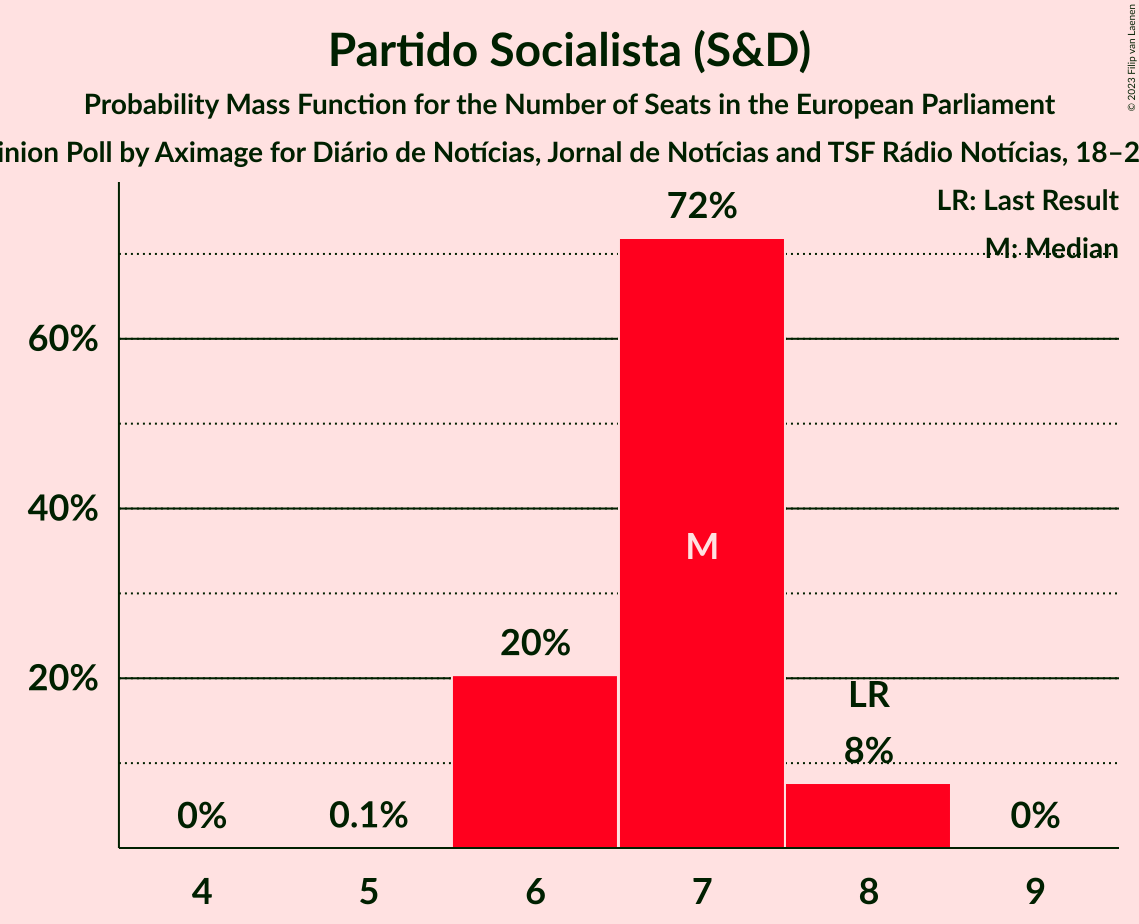 Partido Socialista (S&D)
Probability Mass Function for the Number of Seats in the European Parliament
inion Poll by Aximage for Diário de Notícias, Jornal de Notícias and TSF Rádio Notícias, 18–2
© 2023 Filip van Laenen
LR: Last Result
M: Median
72%
60%
40%
M
20%
20%
LR
8%
0%
0.1%
0%
4 5 6 7 8 9